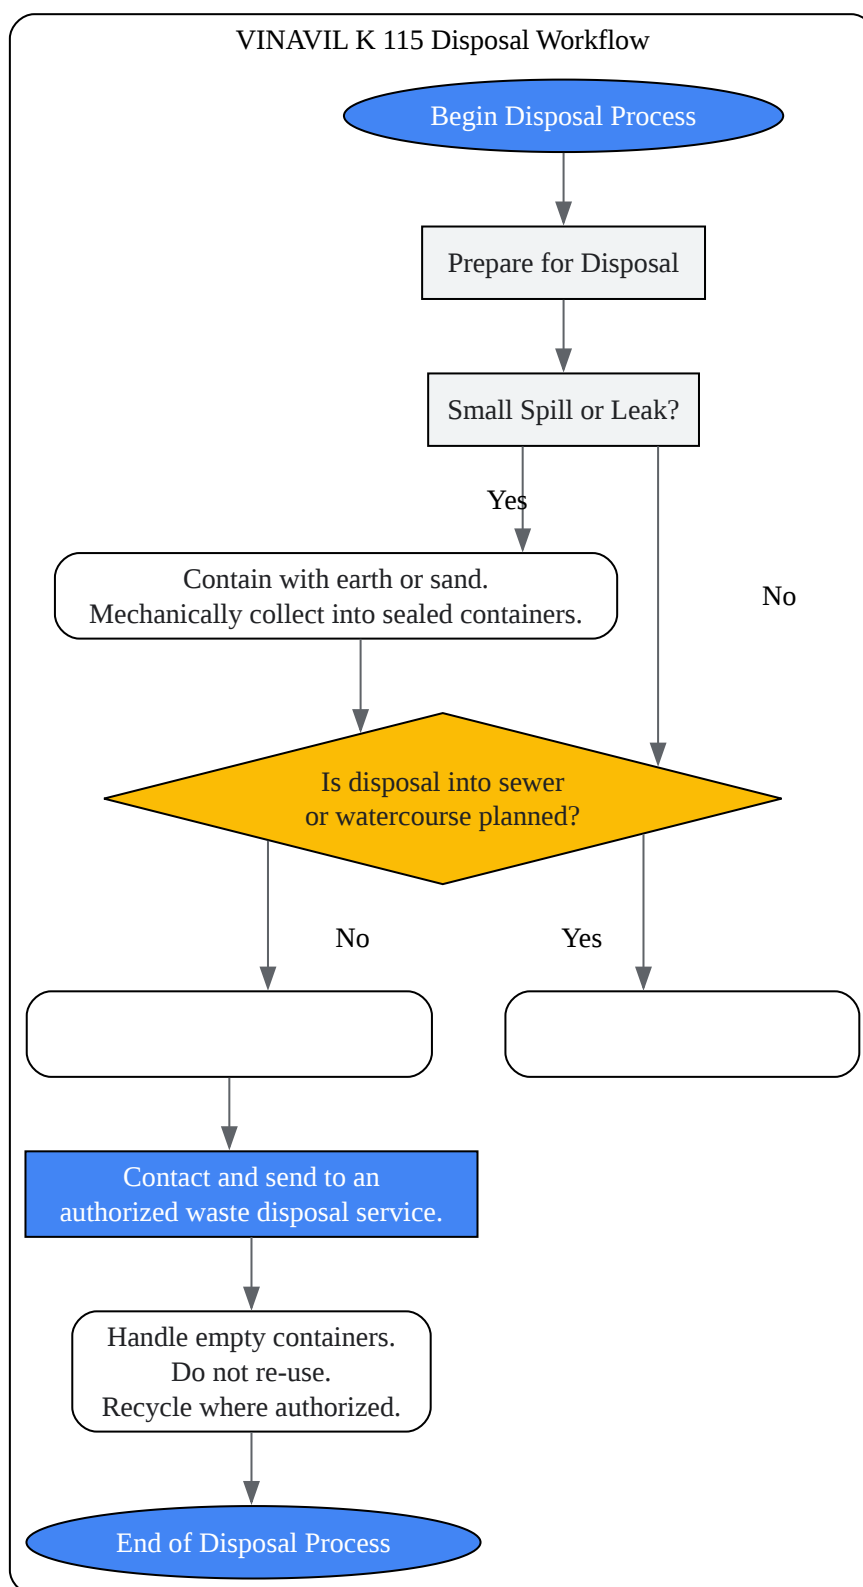 VINAVIL K 115 Disposal Workflow
Begin Disposal Process
Prepare for Disposal
Small Spill or Leak?
Yes
Contain with earth or sand.
Mechanically collect into sealed containers.
No
Is disposal into sewer
or watercourse planned?
No
Yes
Contact and send to an
authorized waste disposal service.
Handle empty containers.
Do not re-use.
Recycle where authorized.
End of Disposal Process